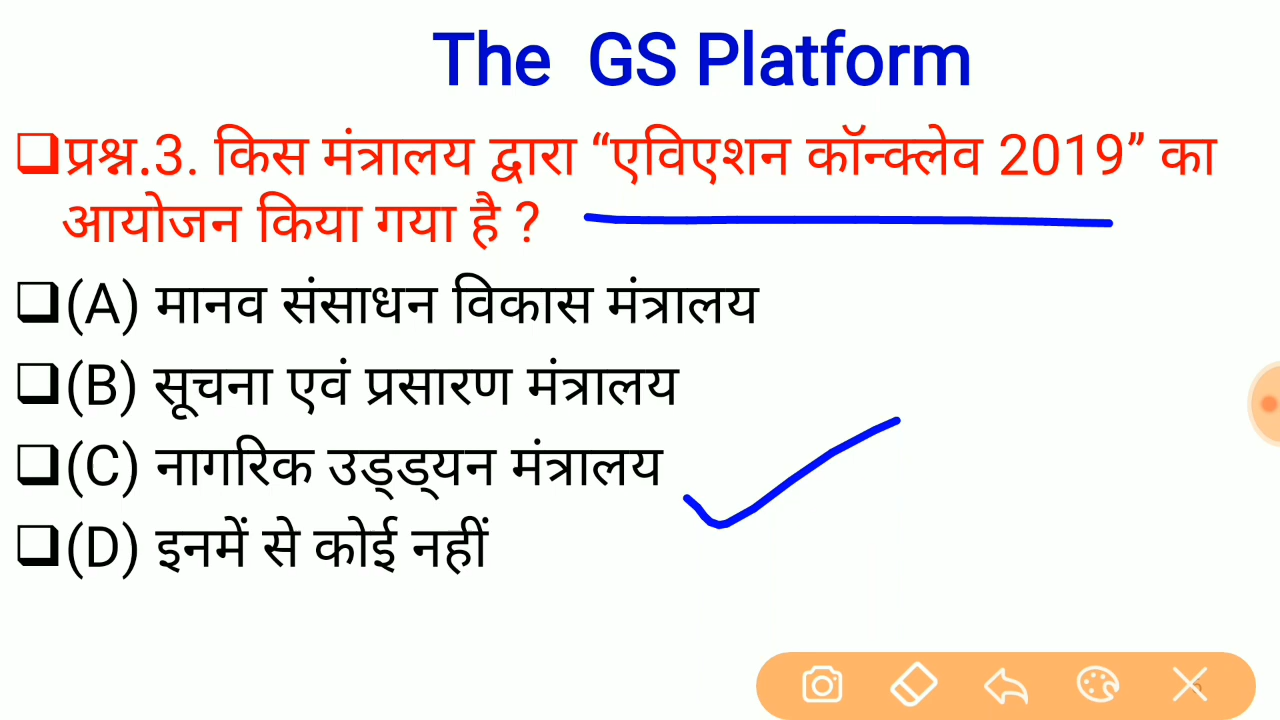 The GS Platform
❑प्रश्न.3. किस मंत्रालय द्वारा “एविएशन कॉन्क्लेव 2019” का
आयोजन किया गया है ?
❑(A) मानव संसाधन विकास मंत्रालय
❑(B) सूचना एवं प्रसारण मंत्रालय
❑(C) नागरिक उड्ड्यन मंत्रालय
❑(D) इनमें से कोई नहीं